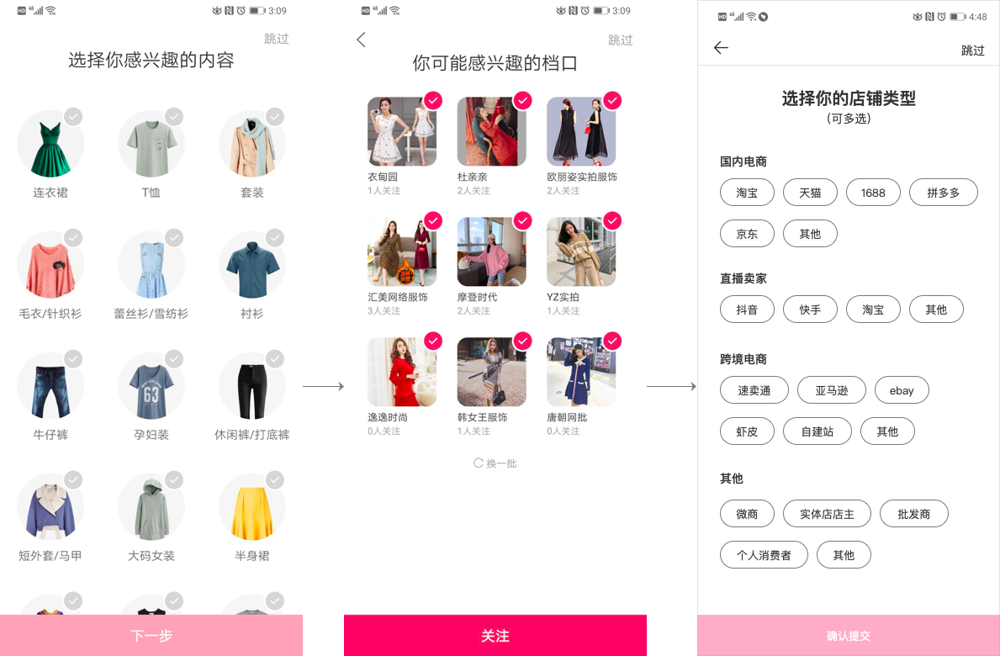 HD 46 3:09
跳过
选择你感兴趣的内容
连衣裙 T恤 套装
毛衣/针织衫 蕾丝衫/雪纺衫 衬衫
63
牛仔裤 孕妇装 休闲裤/打底裤
短外套/马甲 大码女装 半身裙
下一步
HD 46 3:09
跳过
你可能感兴趣的档口
衣甸园 杜亲亲 欧丽姿实拍服饰
1人关注 2人关注 2人关注
汇美网络服饰 摩登时代 YZ实拍
3人关注 2人关注 1人关注
逸逸时尚 韩女王服饰 唐朝网批
0人关注 1人关注 0人关注
换一批
关注
HD 46 4:48
跳过
选择你的店铺类型
(可多选)
国内电商
淘宝 天猫 1688 拼多多
京东 其他
直播卖家
抖音 快手 淘宝 其他
跨境电商
速卖通 亚马逊 ebay
虾皮 自建站 其他
其他
微商 实体店店主 批发商
个人消费者 其他
确认提交